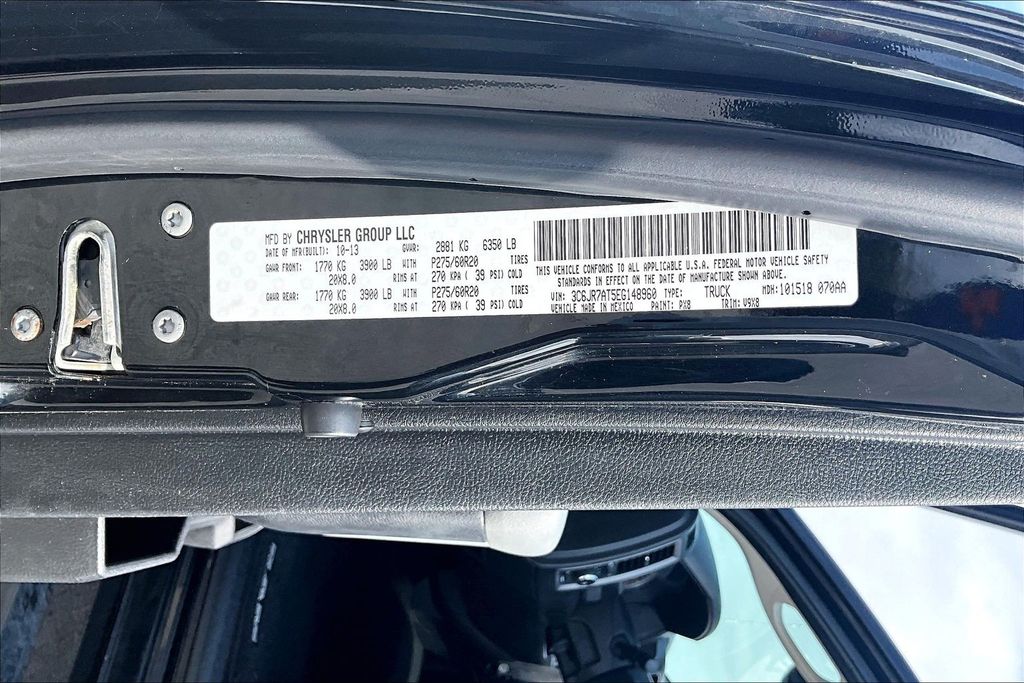 MFD BY CHRYSLER GROUP LLC
DATE OF MFR(BUILT) 10-13 GVWR: 2881 KG 6350 LB
GAWR FRONT: 1770 KG 3900 LB WITH P275/60R20 TIRES
20X8.0 RIMS AT 270 KPA ( 39 PSI) COLD
GAWR REAR: 1770 KG 3900 LB WITH P275/60R20 TIRES
20X8.0 RIMS AT 270 KPA ( 39 PSI) COLD
THIS VEHICLE CONFORMS TO ALL APPLICABLE U.S.A. FEDERAL MOTOR VEHICLE SAFETY
STANDARDS IN EFFECT ON THE DATE OF MANUFACTURE SHOWN ABOVE.
VIN: 3C6JR7AT5EG148960 TYPE: TRUCK MDH: 101518 070AA
VEHICLE MADE IN MEXICO PAINT: PX8 TRIM: V9X8